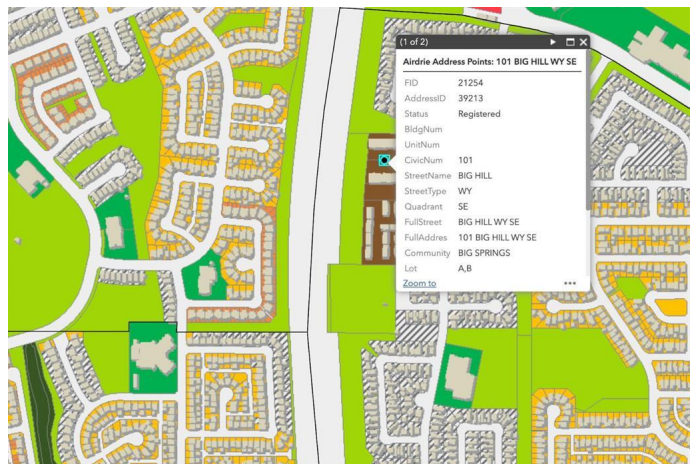 (1 of 2)
Airdrie Address Points: 101 BIG HILL WY SE
FID 21254
AddressID 39213
Status Registered
BldgNum
UnitNum
CivicNum 101
StreetName BIG HILL
StreetType WY
Quadrant SE
FullStreet BIG HILL WY SE
FullAddres 101 BIG HILL WY SE
Community BIG SPRINGS
Lot A,B
Zoom to